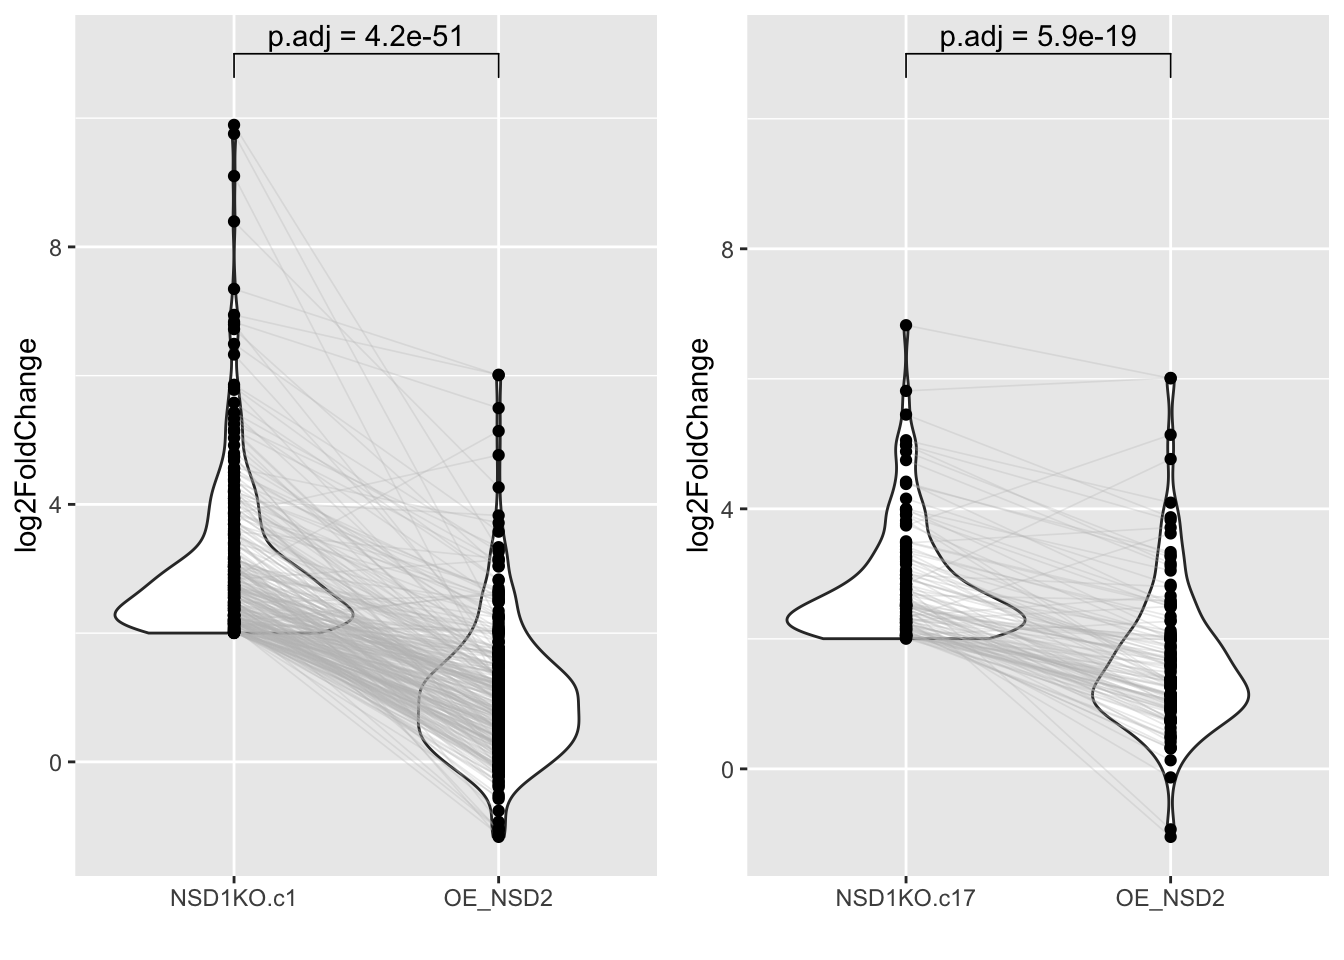 p.adj = 4.2e-51
8
4
0
log2FoldChange
NSD1KO.c1
OE_NSD2
p.adj = 5.9e-19
8
4
0
log2FoldChange
NSD1KO.c17
OE_NSD2